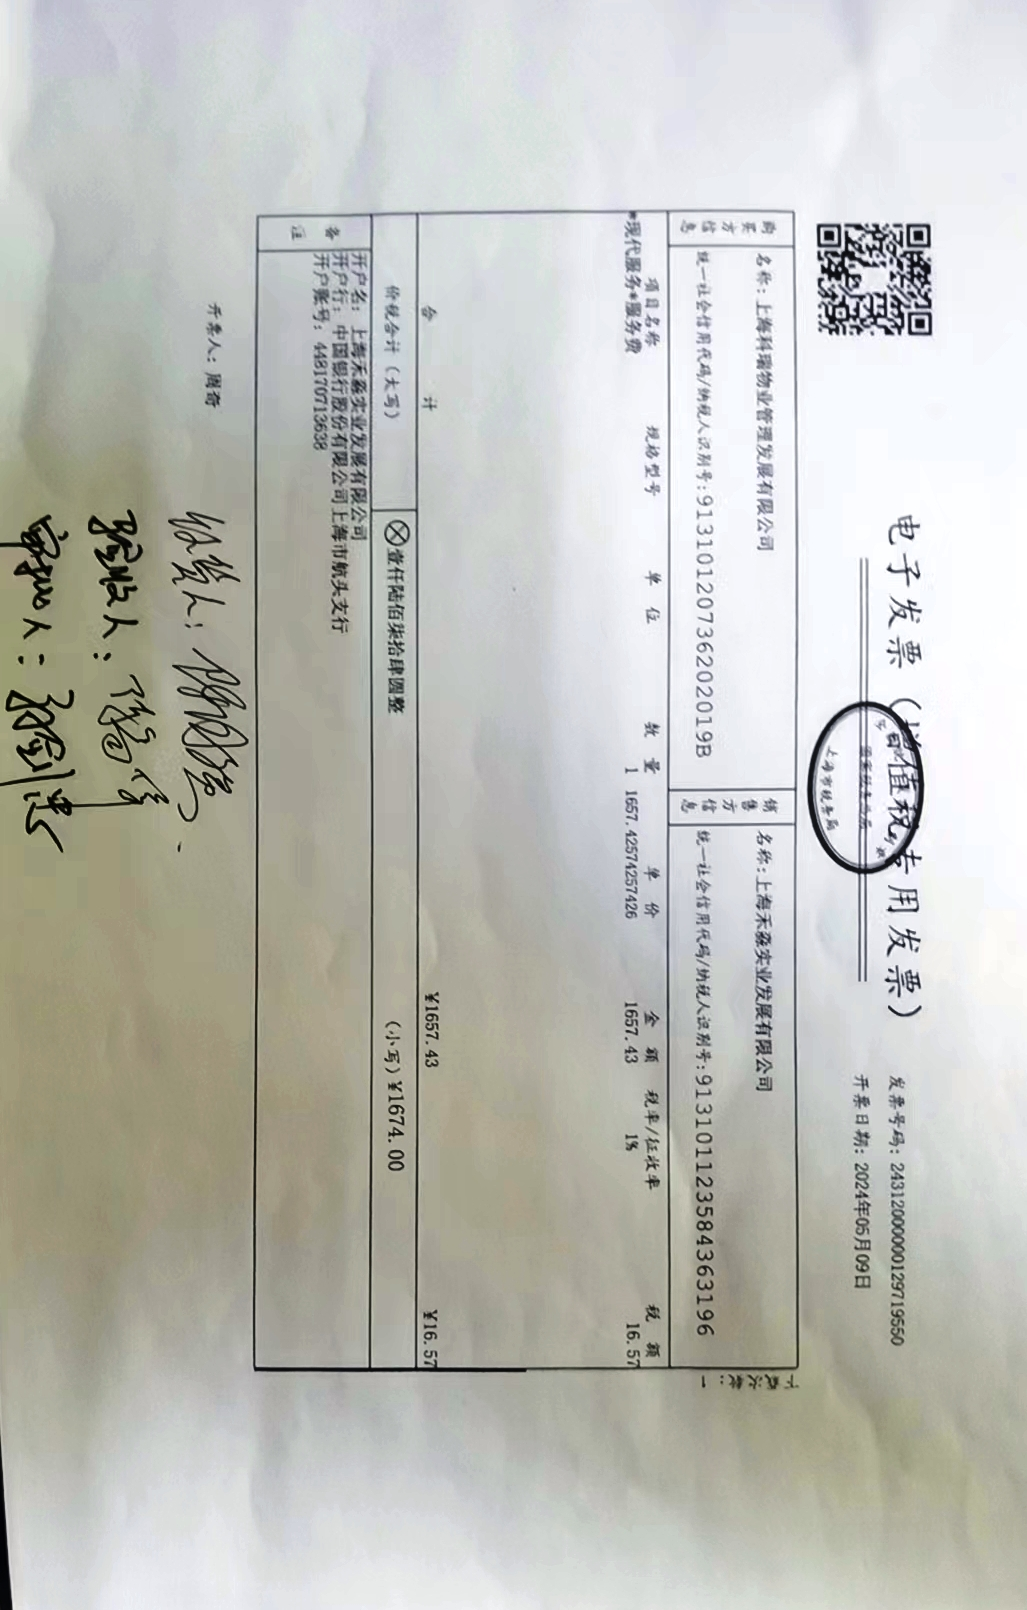 电子发票（增值税专用发票）
国家税务总局
上海市税务局
发票号码：24312000000129719550
开票日期：2024年05月09日
购买方信息
名称：上海科瑞物业管理发展有限公司
统一社会信用代码/纳税人识别号：91310120736202019B
销售方信息
名称：上海禾淼实业发展有限公司
统一社会信用代码/纳税人识别号：913101123584363196
项目名称 规格型号 单位 数量 单价 金额 税率/征收率 税额
*现代服务*服务费 1 1657.42574257426 1657.43 1% 16.57
合计 ¥1657.43 ¥16.57
价税合计（大写） ⊗壹仟陆佰柒拾肆圆整 （小写）¥1674.00
备注
开户名：上海禾淼实业发展有限公司
开户行：中国银行股份有限公司上海市航头支行
开户账号：448170713638
开票人：周奇
验收人：